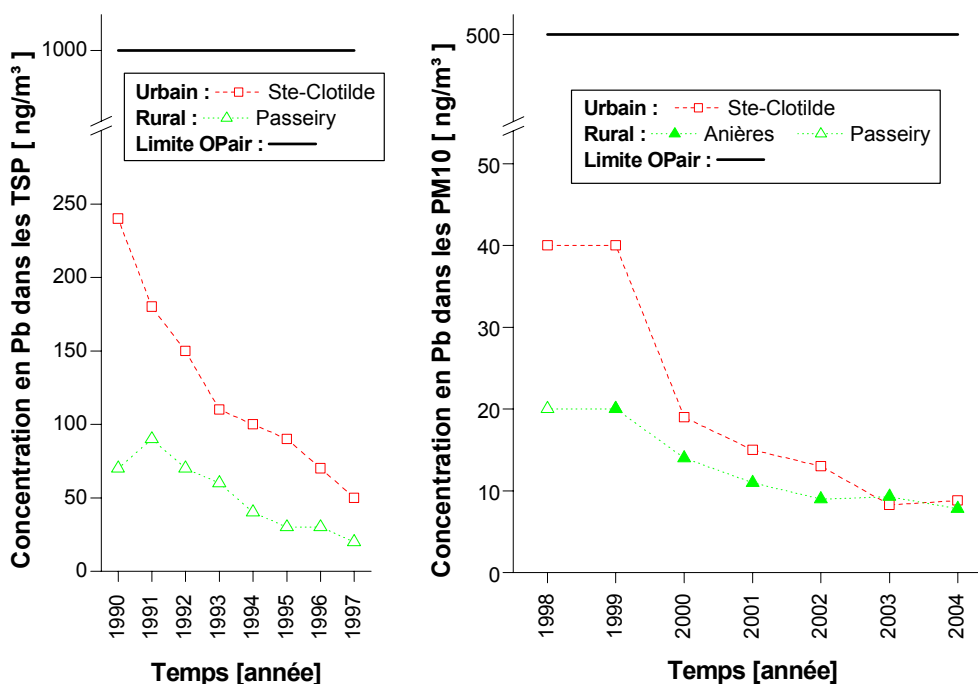 Concentration en Pb dans les TSP [ ng/m³ ]
1000
250
200
150
100
50
0
Urbain : Ste-Clotilde
Rural : Passeiry
Limite OPair :
1990
1991
1992
1993
1994
1995
1996
1997
Temps [année]
Concentration en Pb dans les PM10 [ ng/m³ ]
500
50
40
30
20
10
0
Urbain : Ste-Clotilde
Rural : Anières Passeiry
Limite OPair :
1998
1999
2000
2001
2002
2003
2004
Temps [année]